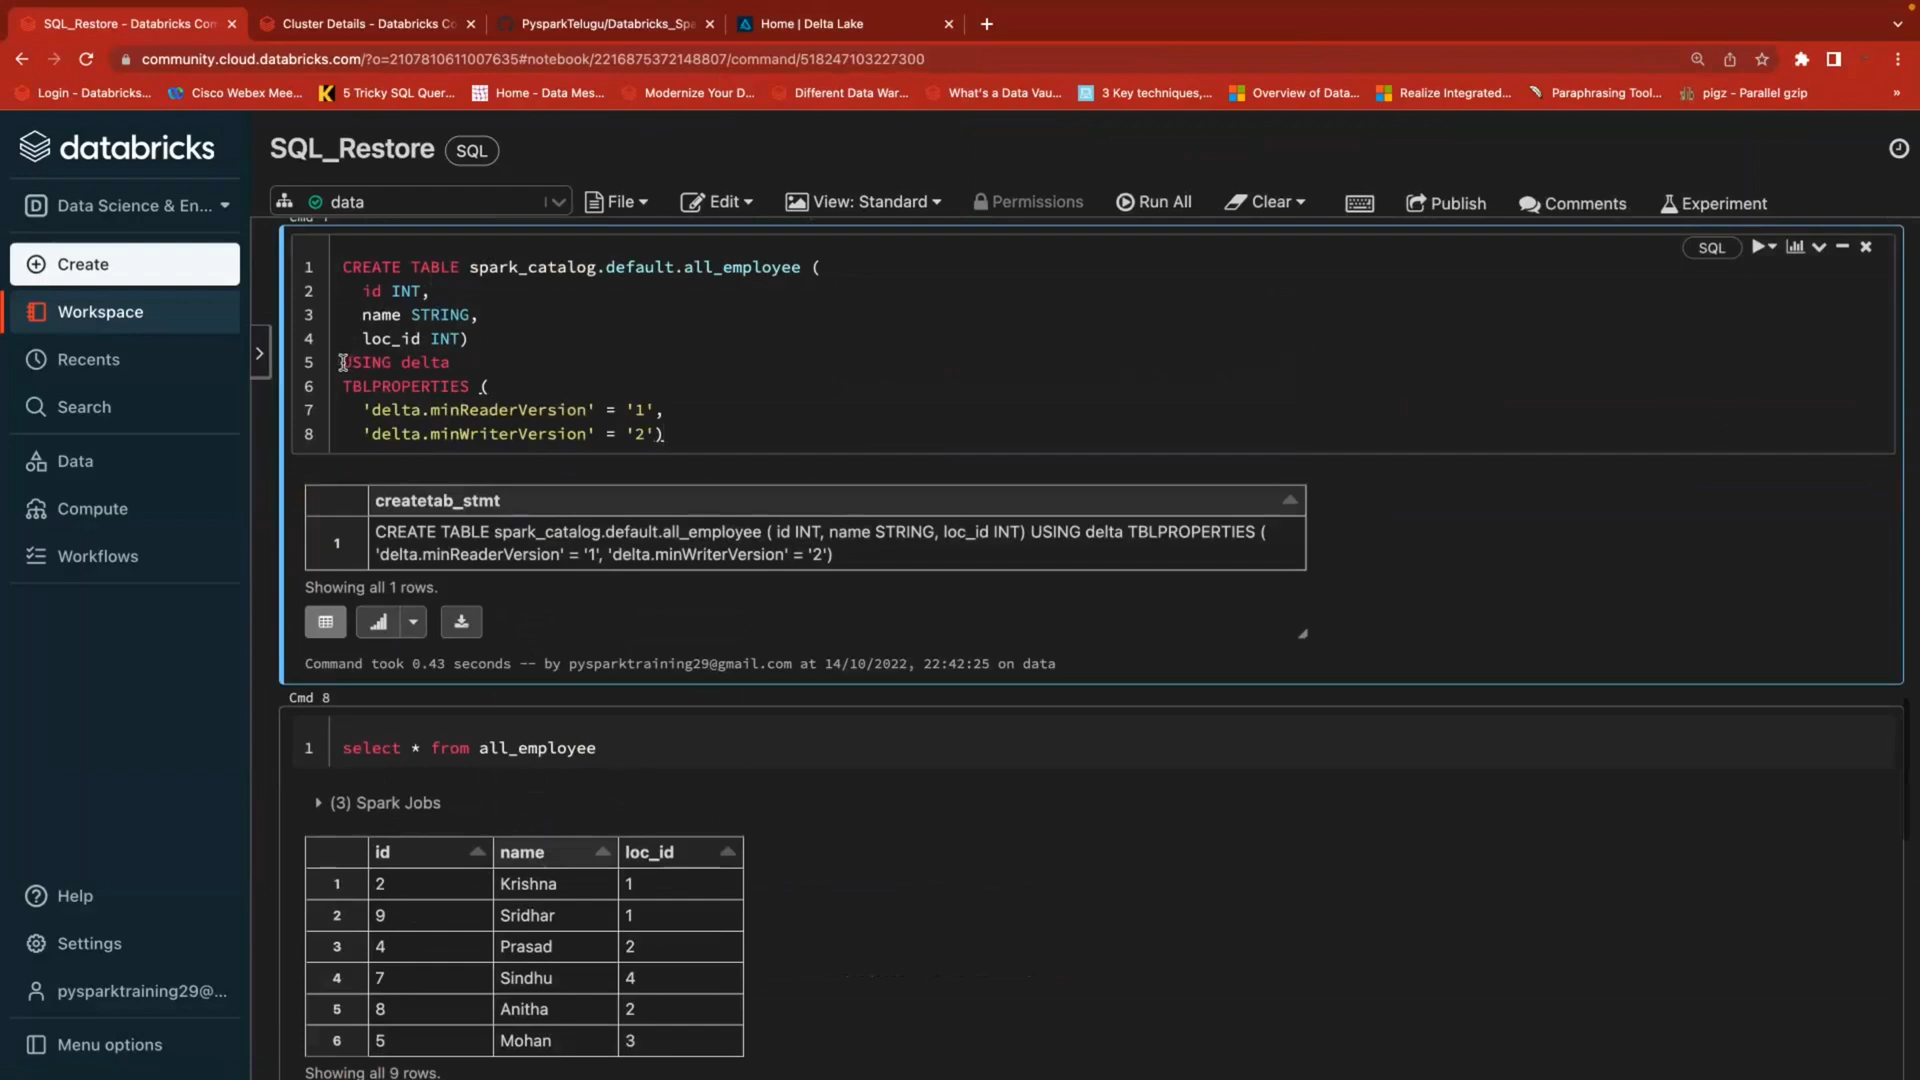 SQL_Restore - Databricks Com
Cluster Details - Databricks Co
PysparkTelugu/Databricks_Spa
Home | Delta Lake
community.cloud.databricks.com/?o=2107810611007635#notebook/2216875372148807/command/518247103227300
Login - Databricks...
Cisco Webex Mee...
5 Tricky SQL Quer...
Home - Data Mes...
Modernize Your D...
Different Data War...
What's a Data Vau...
3 Key techniques,...
Overview of Data...
Realize Integrated...
Paraphrasing Tool...
pigz - Parallel gzip
databricks
SQL_Restore
SQL
Data Science & En...
data
File
Edit
View: Standard
Permissions
Run All
Clear
Publish
Comments
Experiment
Create
Workspace
Recents
Search
Data
Compute
Workflows
Help
Settings
pysparktraining29@...
Menu options
SQL
1 CREATE TABLE spark_catalog.default.all_employee (
2 id INT,
3 name STRING,
4 loc_id INT)
5 USING delta
6 TBLPROPERTIES (
7 'delta.minReaderVersion' = '1',
8 'delta.minWriterVersion' = '2')
createtab_stmt
1 CREATE TABLE spark_catalog.default.all_employee ( id INT, name STRING, loc_id INT) USING delta TBLPROPERTIES (
'delta.minReaderVersion' = '1', 'delta.minWriterVersion' = '2')
Showing all 1 rows.
Command took 0.43 seconds -- by pysparktraining29@gmail.com at 14/10/2022, 22:42:25 on data
Cmd 8
1 select * from all_employee
(3) Spark Jobs
id name loc_id
1 2 Krishna 1
2 9 Sridhar 1
3 4 Prasad 2
4 7 Sindhu 4
5 8 Anitha 2
6 5 Mohan 3
Showing all 9 rows.